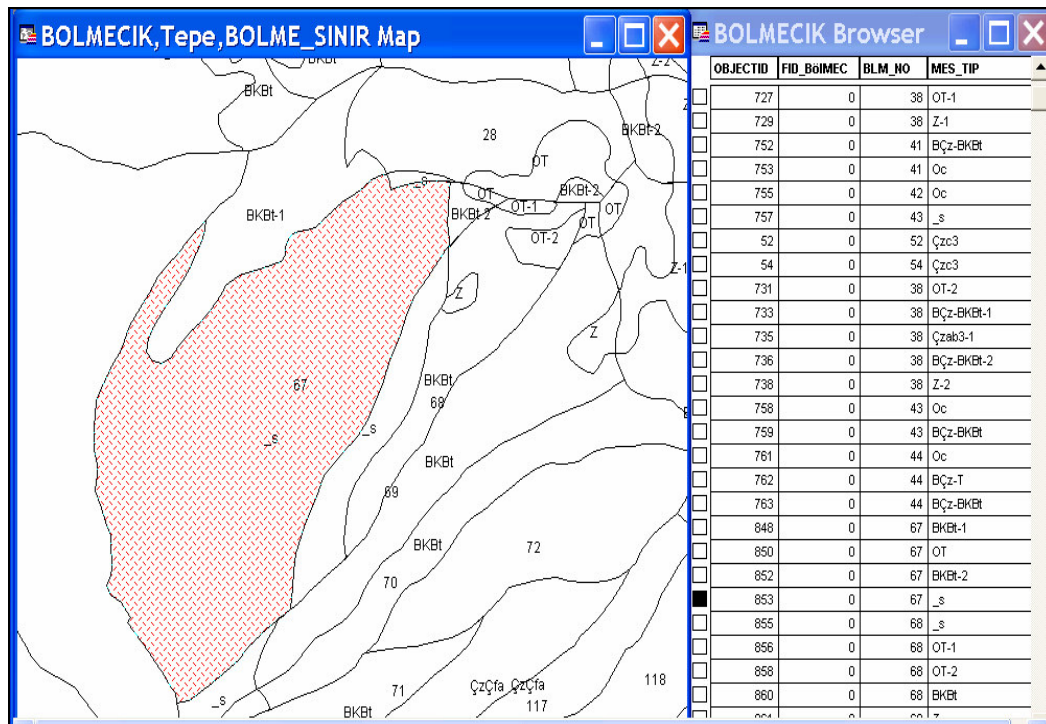 BOLMECIK,Tepe,BOLME_SINIR Map
BKBt
Z-2
BKBt
28
BKBt-2
OT
_s
OT
BKBt-2
BKBt-1
BKBt-2
OT-1
OT
OT
OT-2
Z-1
Z
Z
67
BKBt
68
_s
_s
BKBt
69
BKBt
72
70
_s
71
ÇzÇfa
ÇzÇfa
118
BKBt
117
BOLMECIK Browser
OBJECTID FID_BölMEC BLM_NO MES_TIP
727 0 38 OT-1
729 0 38 Z-1
752 0 41 BÇz-BKBt
753 0 41 Oc
755 0 42 Oc
757 0 43 _s
52 0 52 Çzc3
54 0 54 Çzc3
731 0 38 OT-2
733 0 38 BÇz-BKBt-1
735 0 38 Çzab3-1
736 0 38 BÇz-BKBt-2
738 0 38 Z-2
758 0 43 Oc
759 0 43 BÇz-BKBt
761 0 44 Oc
762 0 44 BÇz-T
763 0 44 BÇz-BKBt
848 0 67 BKBt-1
850 0 67 OT
852 0 67 BKBt-2
853 0 67 _s
855 0 68 _s
856 0 68 OT-1
858 0 68 OT-2
860 0 68 BKBt